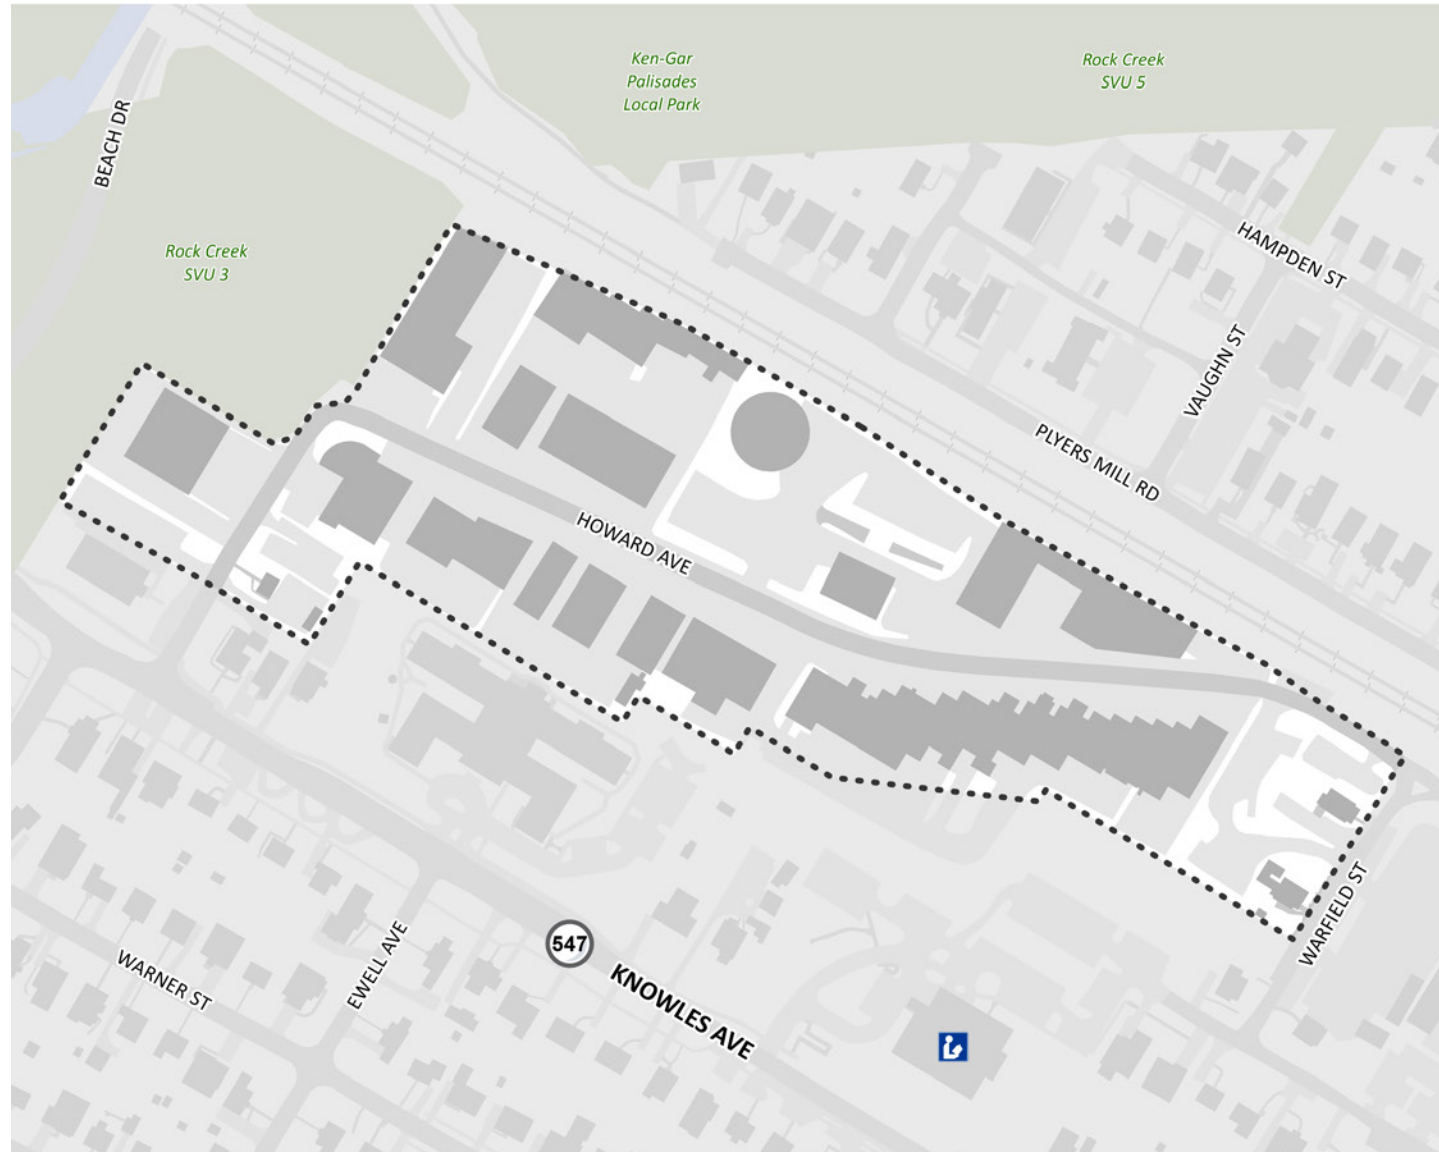 Ken-Gar
Palisades
Local Park
Rock Creek
SVU 5
BEACH DR
Rock Creek
SVU 3
HAMPDEN ST
VAUGHN ST
PLYERS MILL RD
HOWARD AVE
WARFIELD ST
547
KNOWLES AVE
EWELL AVE
WARNER ST